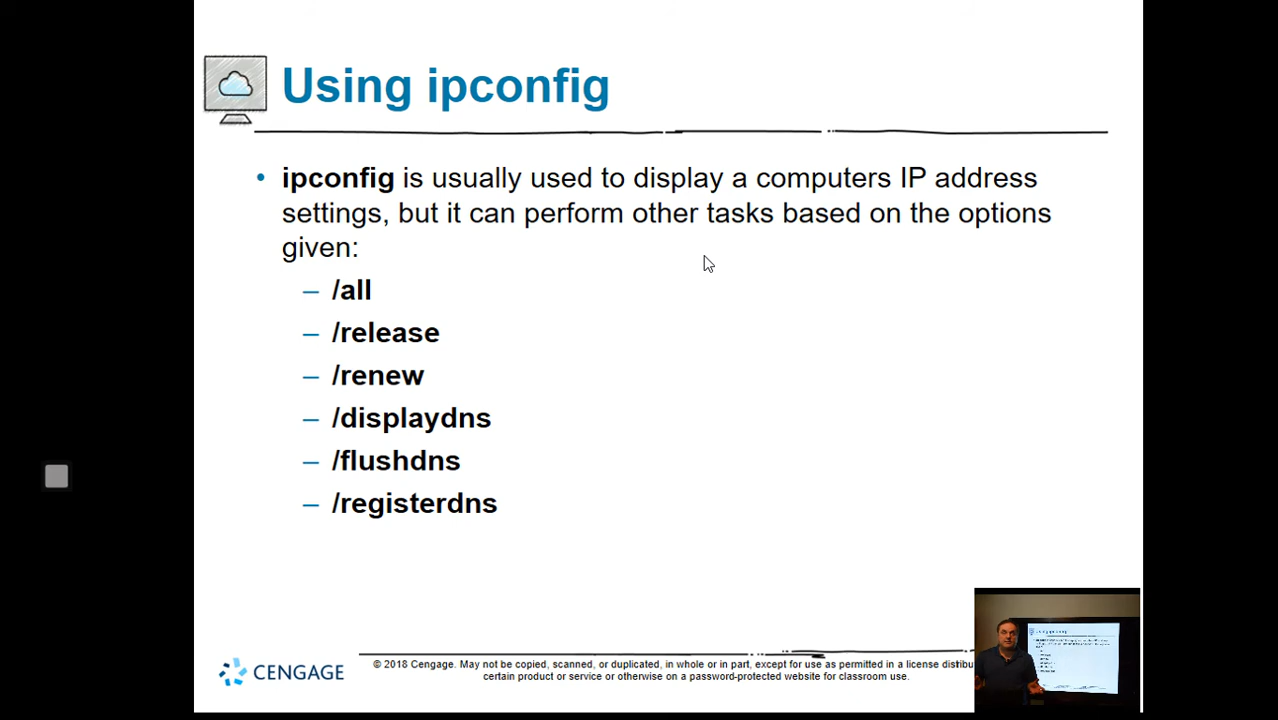 Using ipconfig
• ipconfig is usually used to display a computers IP address
settings, but it can perform other tasks based on the options
given:
– /all
– /release
– /renew
– /displaydns
– /flushdns
– /registerdns
CENGAGE
© 2018 Cengage. May not be copied, scanned, or duplicated, in whole or in part, except for use as permitted in a license
certain product or service or otherwise on a password-protected website for classroom use.
Using ipconfig